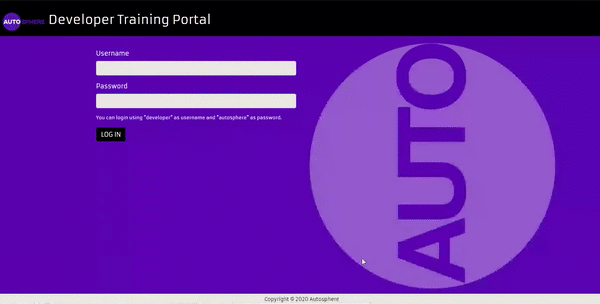 AUTOSPHERE Developer Training Portal
Username
Password
You can login using "developer" as username and "autosphere" as password.
LOG IN
AUTO
Copyright © 2020 Autosphere